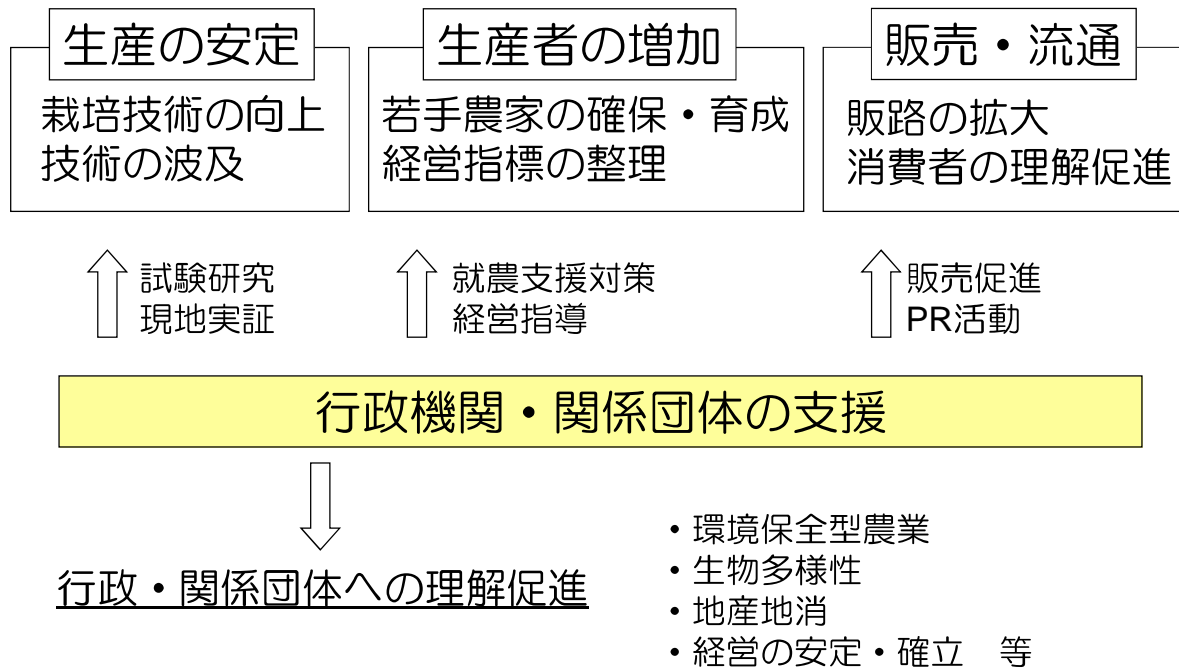 生産の安定
栽培技術の向上
技術の波及
生産者の増加
若手農家の確保・育成
経営指標の整理
販売・流通
販路の拡大
消費者の理解促進
試験研究
現地実証
就農支援対策
経営指導
販売促進
PR活動
行政機関・関係団体の支援
行政・関係団体への理解促進
・環境保全型農業
・生物多様性
・地産地消
・経営の安定・確立　等